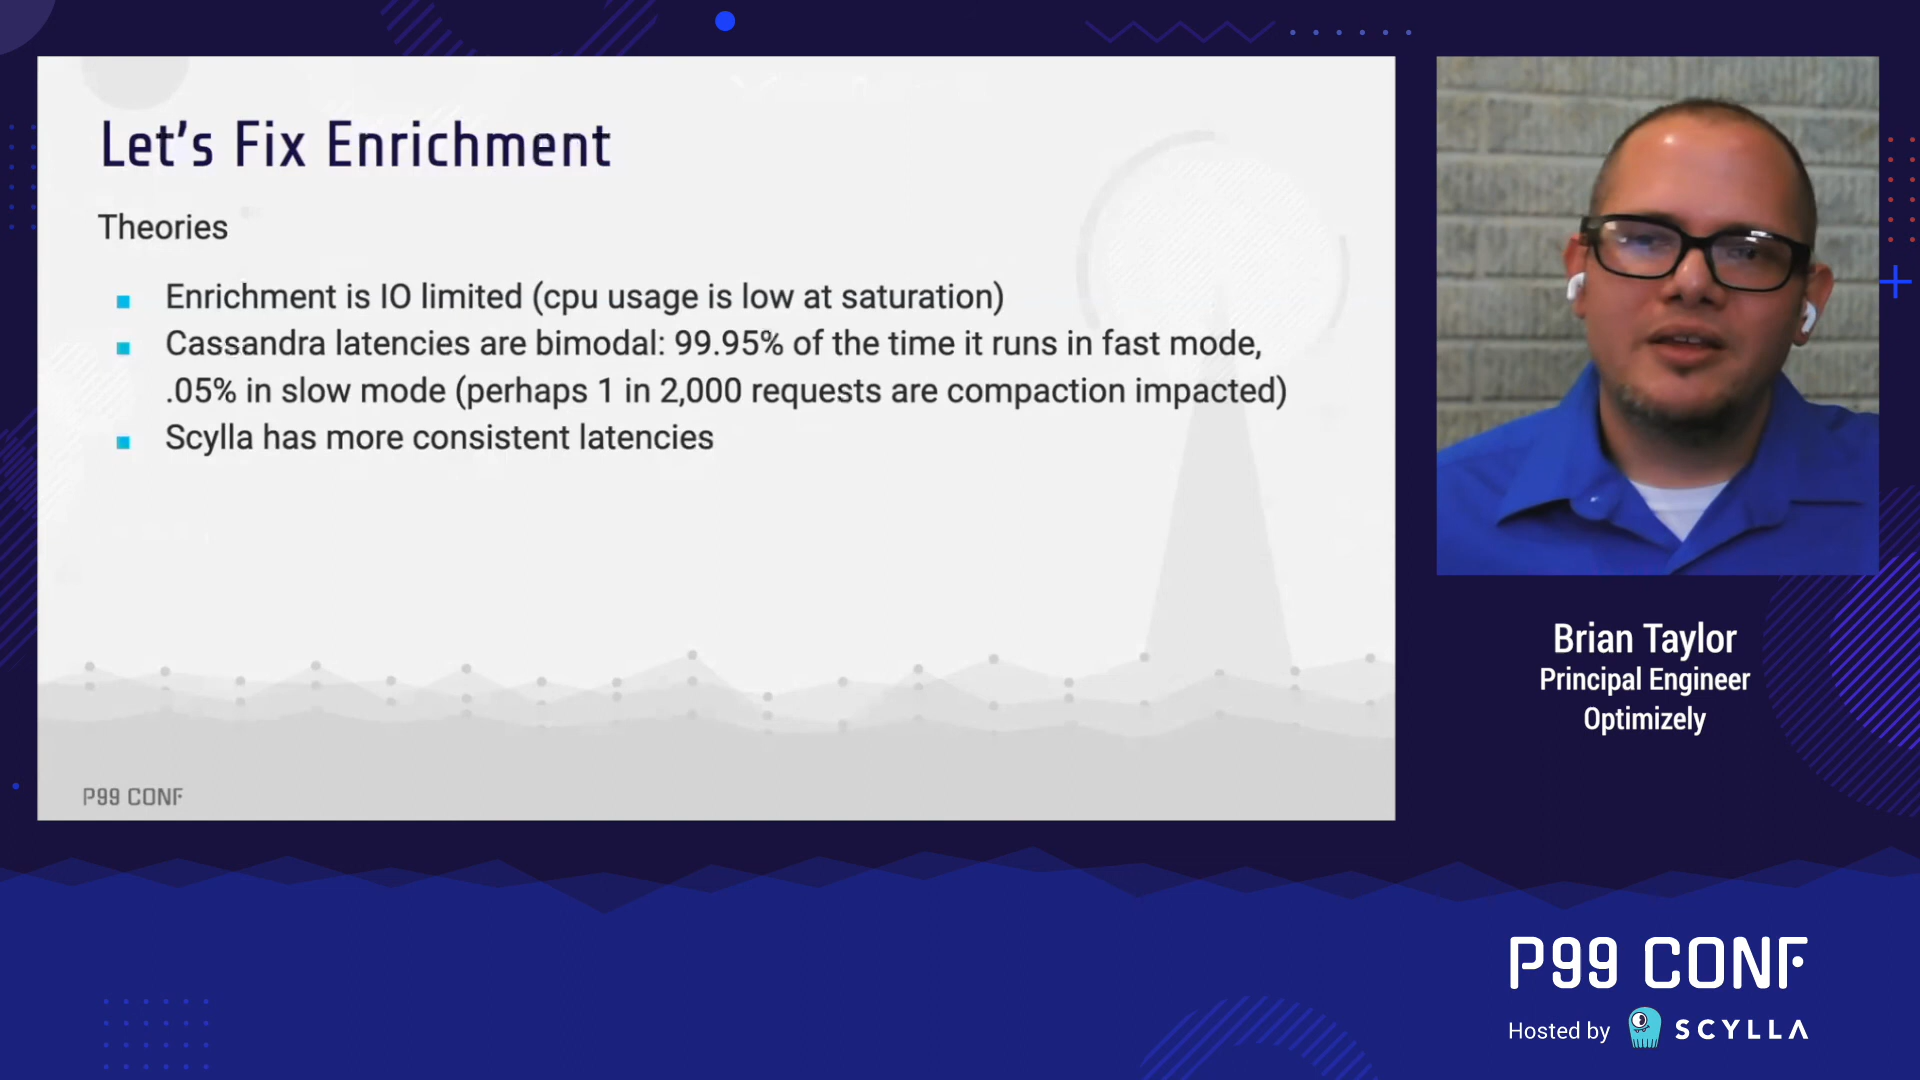 Let's Fix Enrichment
Theories
Enrichment is IO limited (cpu usage is low at saturation)
Cassandra latencies are bimodal: 99.95% of the time it runs in fast mode,
.05% in slow mode (perhaps 1 in 2,000 requests are compaction impacted)
Scylla has more consistent latencies
P99 CONF
Brian Taylor
Principal Engineer
Optimizely
P99 CONF
Hosted by SCYLLA